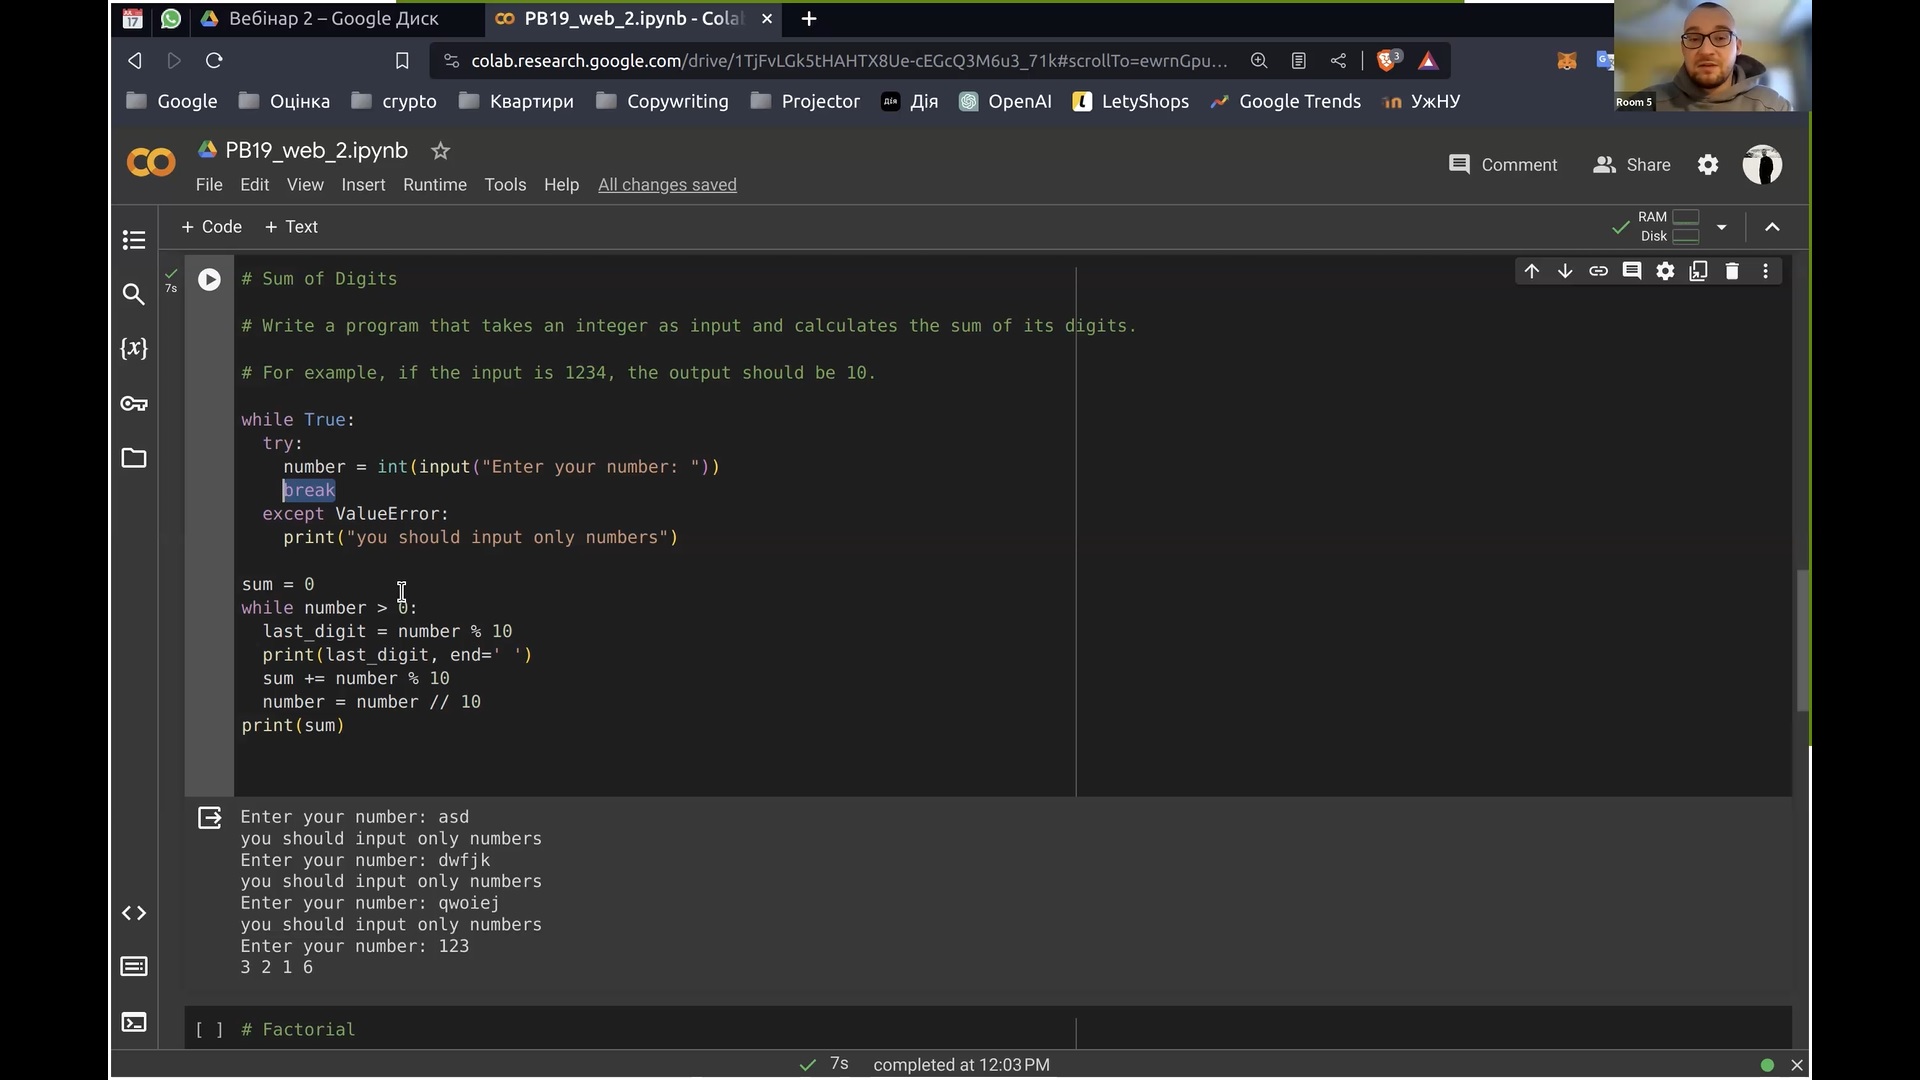 17
Вебінар 2 – Google Диск
PB19_web_2.ipynb - Cola
colab.research.google.com/drive/1TjFvLGk5tHAHTX8Ue-cEGcQ3M6u3_71k#scrollTo=ewrnGpu...
3
Google
Оцінка
crypto
Квартири
Copywriting
Projector
Дія
Дія
OpenAI
LetyShops
Google Trends
in
УжНУ
Room 5
PB19_web_2.ipynb
File
Edit
View
Insert
Runtime
Tools
Help
All changes saved
Comment
Share
+ Code
+ Text
RAM
Disk
{x}
7s
# Sum of Digits
# Write a program that takes an integer as input and calculates the sum of its digits.
# For example, if the input is 1234, the output should be 10.
while True:
try:
number = int(input("Enter your number: "))
break
except ValueError:
print("you should input only numbers")
sum = 0
while number > 0:
last_digit = number % 10
print(last_digit, end=' ')
sum += number % 10
number = number // 10
print(sum)
Enter your number: asd
you should input only numbers
Enter your number: dwfjk
you should input only numbers
Enter your number: qwoiej
you should input only numbers
Enter your number: 123
3 2 1 6
[ ] # Factorial
7s completed at 12:03 PM